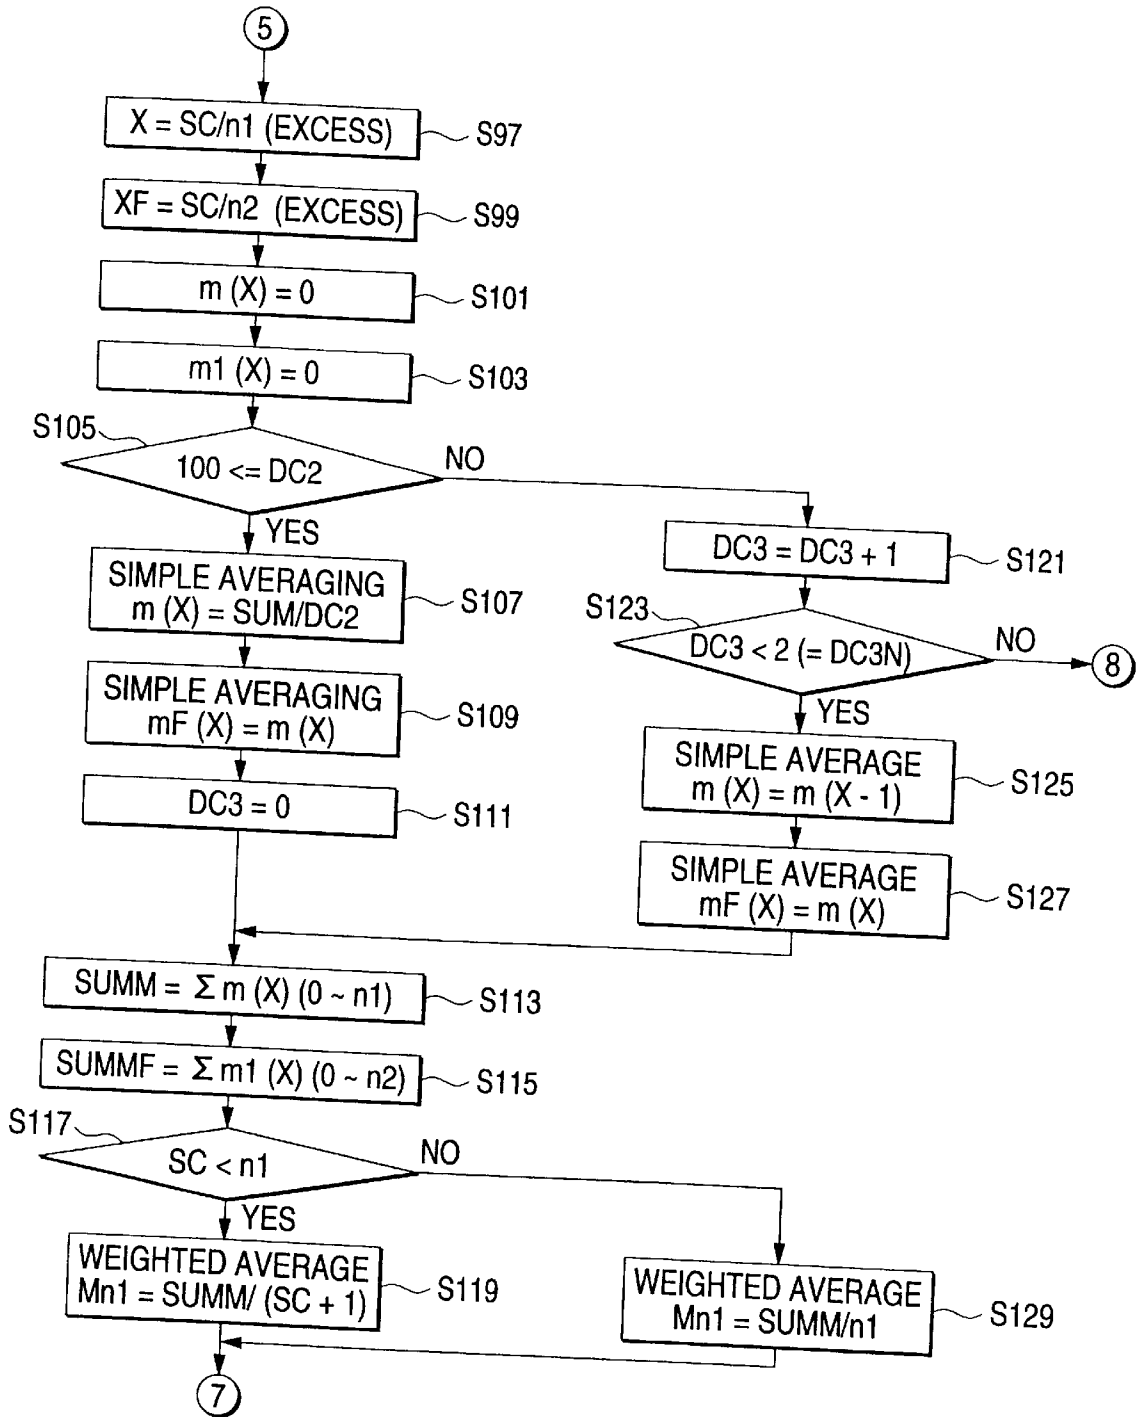 5
X = SC/n1 (EXCESS)
S97
XF = SC/n2 (EXCESS)
S99
m (X) = 0
S101
m1 (X) = 0
S103
S105
100 <= DC2
NO
YES
SIMPLE AVERAGING
m (X) = SUM/DC2
S107
SIMPLE AVERAGING
mF (X) = m (X)
S109
DC3 = 0
S111
DC3 = DC3 + 1
S121
S123
DC3 < 2 (= DC3N)
NO
8
YES
SIMPLE AVERAGE
m (X) = m (X - 1)
S125
SIMPLE AVERAGE
mF (X) = m (X)
S127
SUMM = Σ m (X) (0 ~ n1)
S113
SUMMF = Σ m1 (X) (0 ~ n2)
S115
S117
SC < n1
NO
YES
WEIGHTED AVERAGE
Mn1 = SUMM/ (SC + 1)
S119
WEIGHTED AVERAGE
Mn1 = SUMM/n1
S129
7